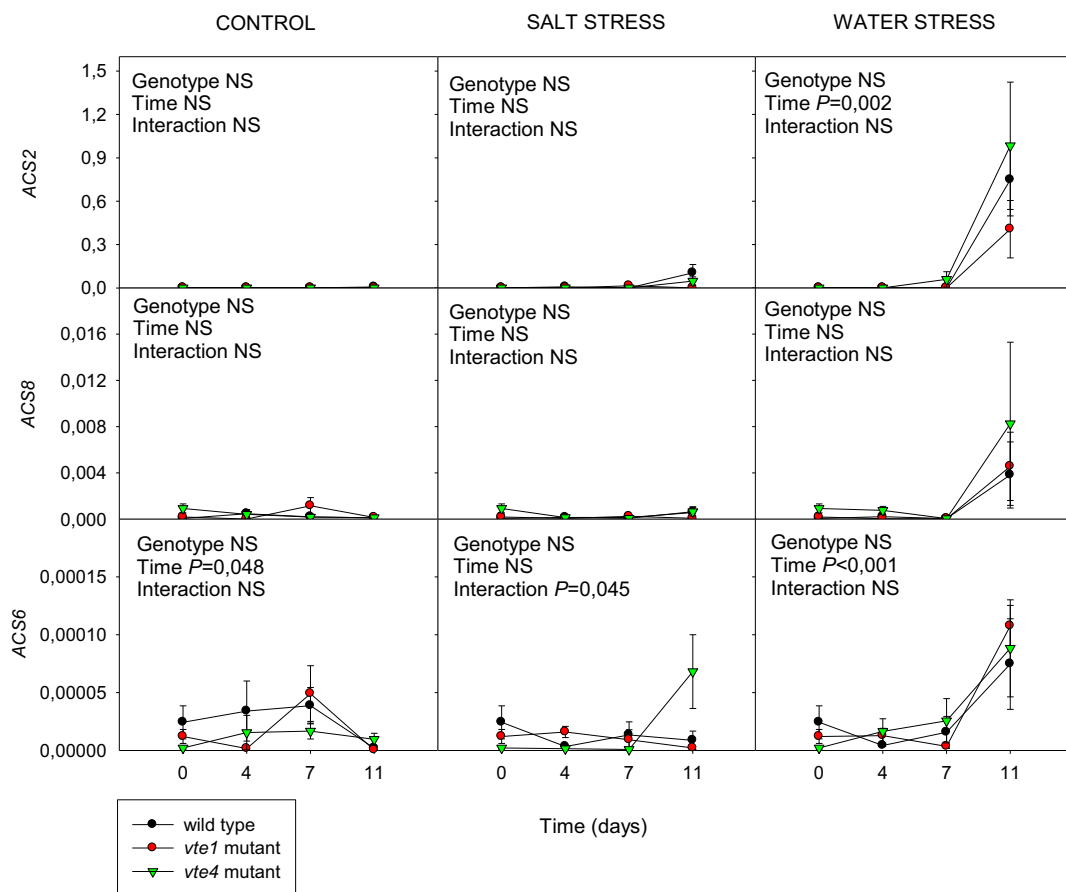 CONTROL SALT STRESS WATER STRESS
ACS2
1,5
1,2
0,9
0,6
0,3
0,0
Genotype NS
Time NS
Interaction NS
Genotype NS
Time NS
Interaction NS
Genotype NS
Time P=0,002
Interaction NS
ACS8
0,016
0,012
0,008
0,004
0,000
Genotype NS
Time NS
Interaction NS
Genotype NS
Time NS
Interaction NS
Genotype NS
Time NS
Interaction NS
ACS6
0,00015
0,00010
0,00005
0,00000
Genotype NS
Time P=0,048
Interaction NS
Genotype NS
Time NS
Interaction P=0,045
Genotype NS
Time P<0,001
Interaction NS
0 4 7 11 0 4 7 11 0 4 7 11
Time (days)
wild type
vte1 mutant
vte4 mutant